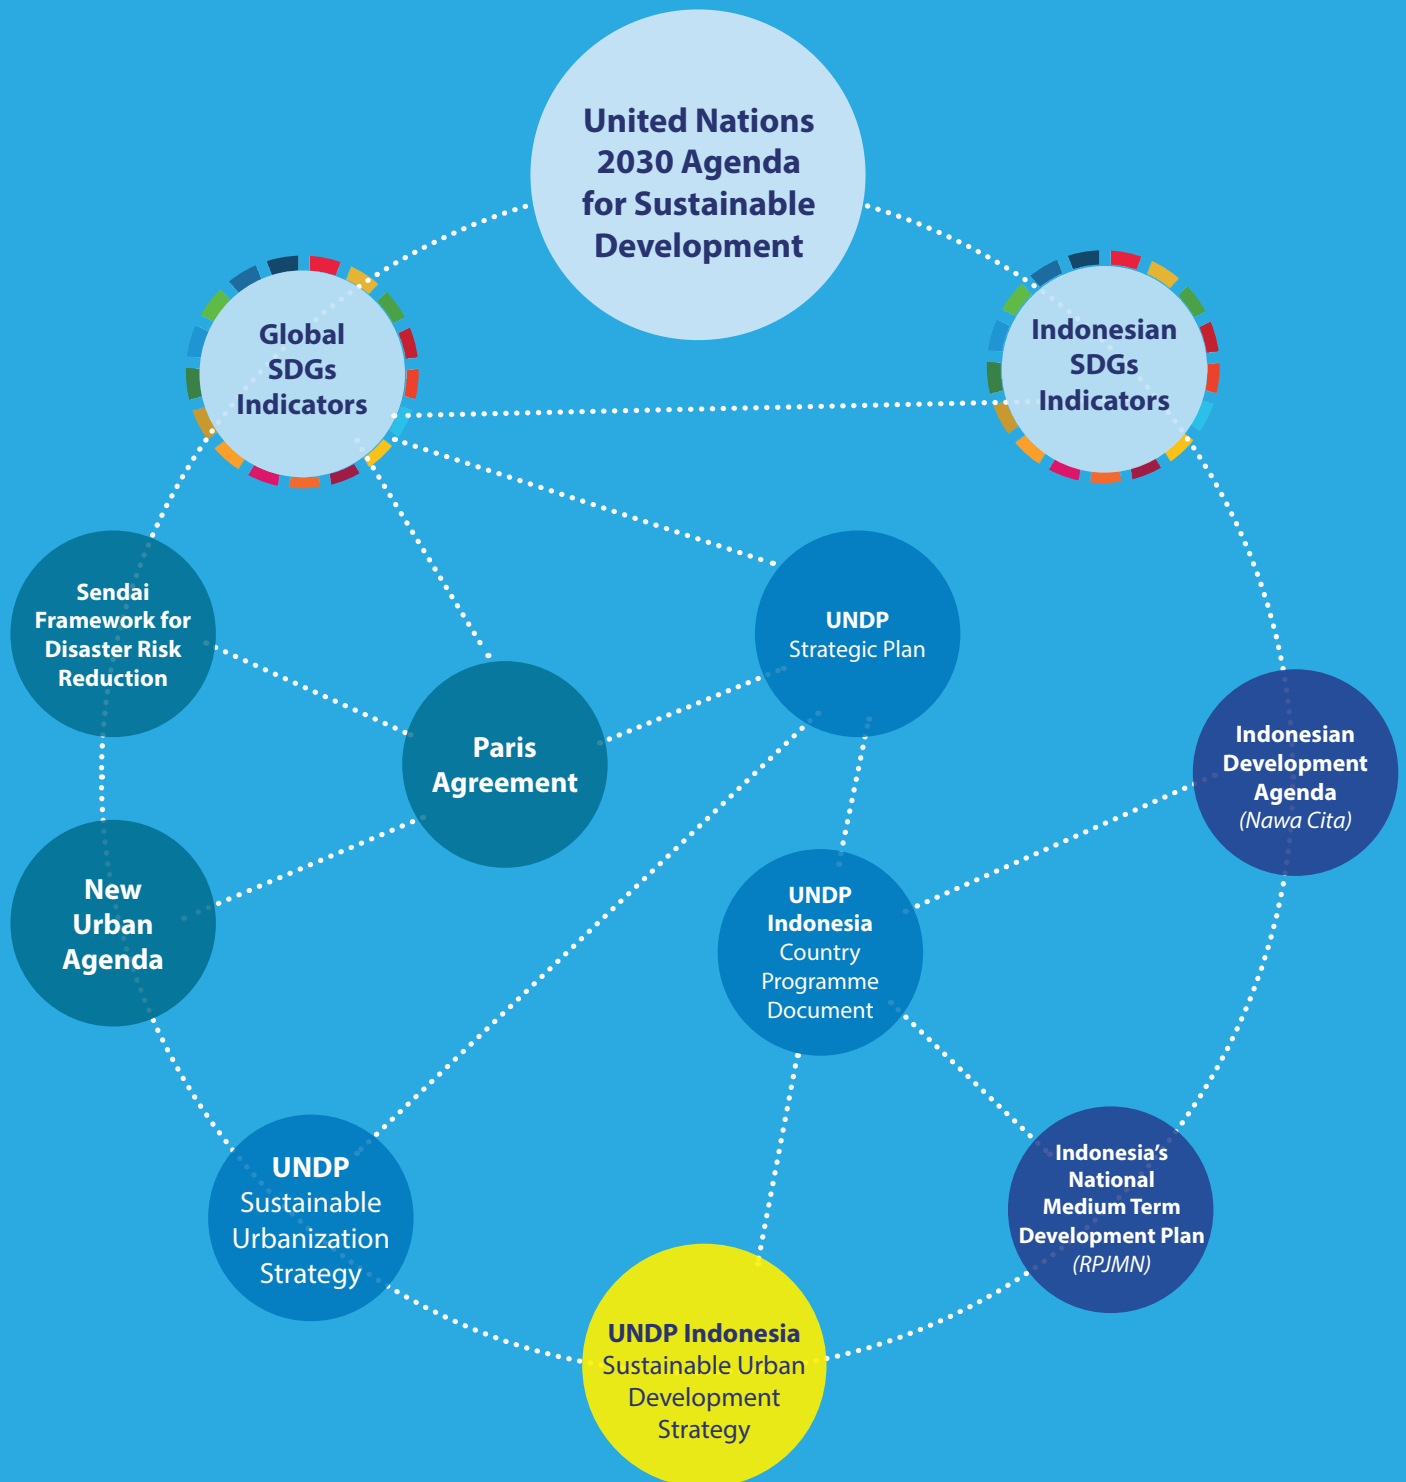 United Nations
2030 Agenda
for Sustainable
Development
Global
SDGs
Indicators
Indonesian
SDGs
Indicators
Sendai
Framework for
Disaster Risk
Reduction
UNDP
Strategic Plan
Paris
Agreement
Indonesian
Development
Agenda
(Nawa Cita)
New
Urban
Agenda
UNDP
Indonesia
Country
Programme
Document
UNDP
Sustainable
Urbanization
Strategy
Indonesia’s
National
Medium Term
Development Plan
(RPJMN)
UNDP Indonesia
Sustainable Urban
Development
Strategy